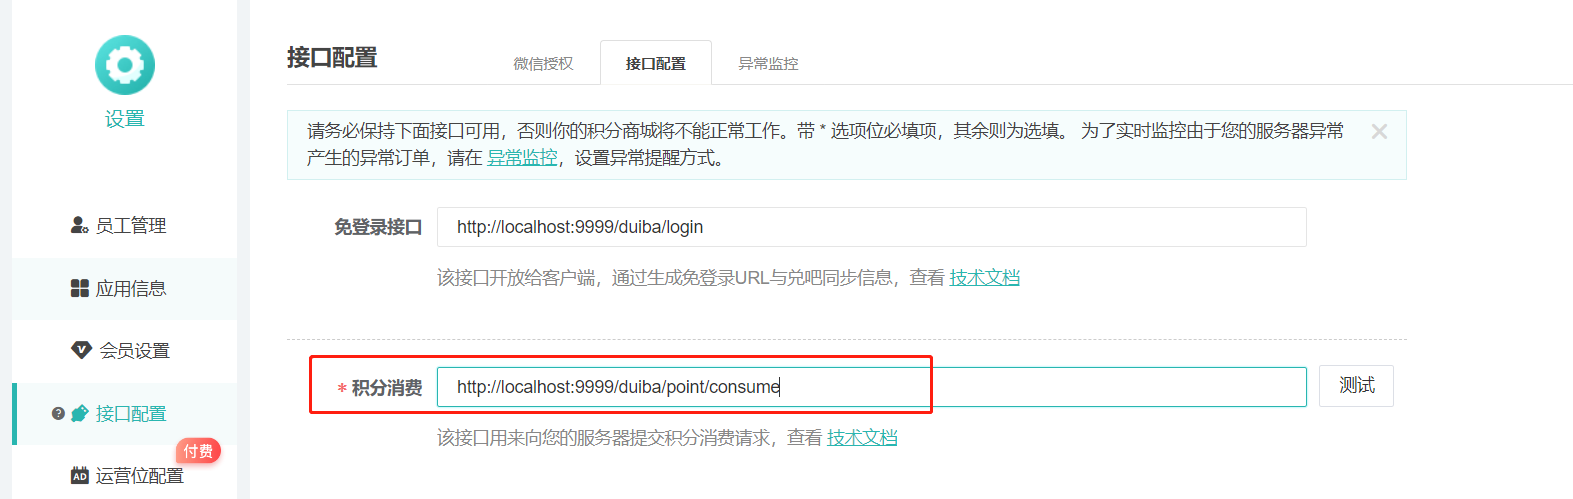 设置
员工管理
应用信息
会员设置
? 接口配置
付费
AD 运营位配置
接口配置
微信授权
接口配置
异常监控
请务必保持下面接口可用，否则你的积分商城将不能正常工作。带 * 选项位必填项，其余则为选填。 为了实时监控由于您的服务器异常
产生的异常订单，请在 异常监控，设置异常提醒方式。
免登录接口
http://localhost:9999/duiba/login
该接口开放给客户端，通过生成免登录URL与兑吧同步信息，查看 技术文档
* 积分消费
http://localhost:9999/duiba/point/consume
测试
该接口用来向您的服务器提交积分消费请求，查看 技术文档